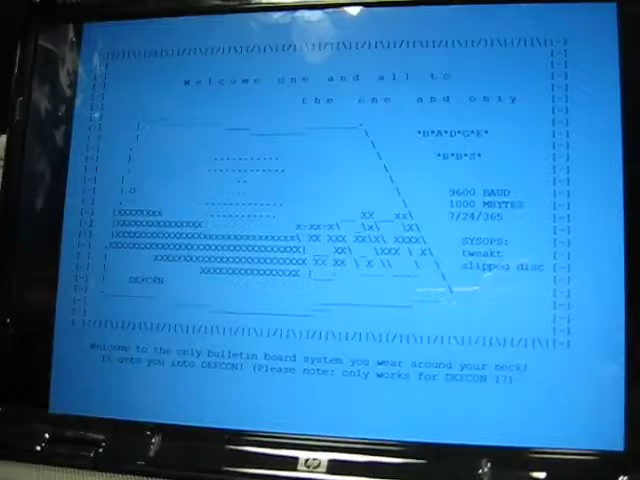 Welcome one and all to
the one and only
*B*A*D*G*E*
*B*B*S*
9600 BAUD
1000 MBYTES
7/24/365
SYSOPS:
tweakt
slipped disc
DEFCON
Welcome to the only bulletin board system you wear around your neck!
It gets you into DEFCON! (Please note: only works for DEFCON 17)
hp